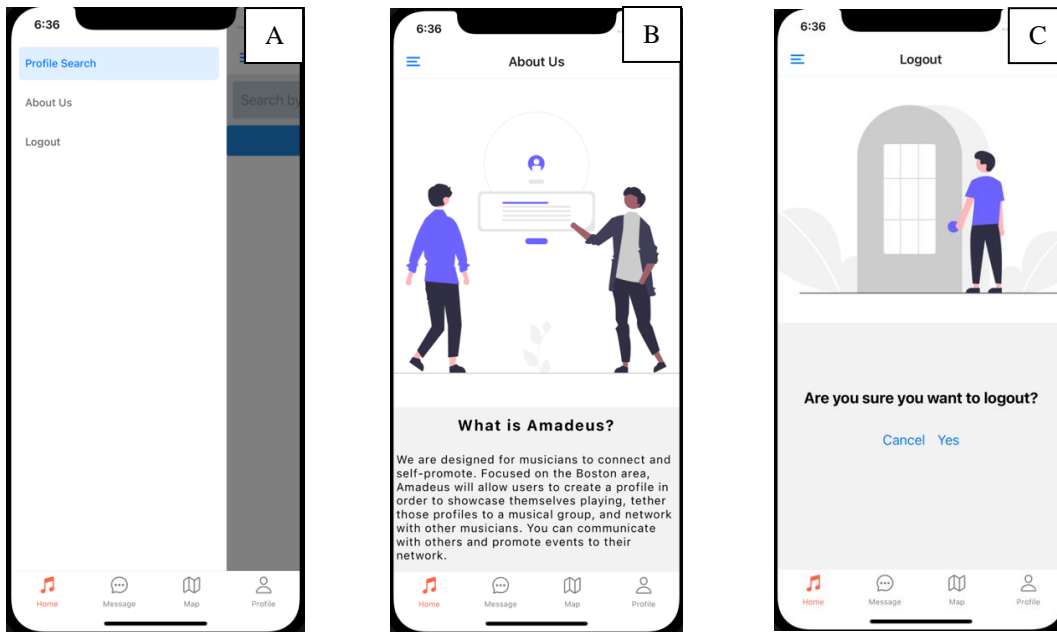 6:36
A
Profile Search
About Us
Logout
Search by
Home
Message
Map
Profile
6:36
B
About Us
What is Amadeus?
We are designed for musicians to connect and
self-promote. Focused on the Boston area,
Amadeus will allow users to create a profile in
order to showcase themselves playing, tether
those profiles to a musical group, and network
with other musicians. You can communicate
with others and promote events to their
network.
Home
Message
Map
Profile
6:36
C
Logout
Are you sure you want to logout?
Cancel Yes
Home
Message
Map
Profile